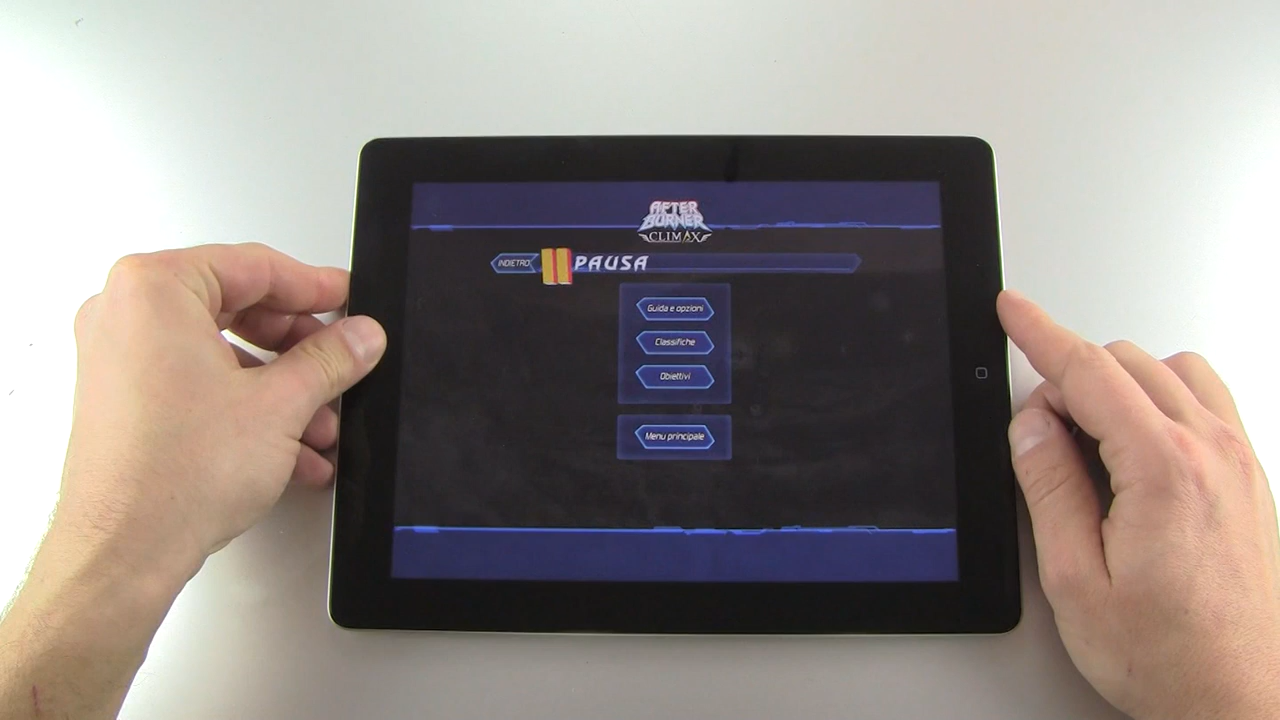 AFTER
BURNER
CLIMAX
INDIETRO
PAUSA
Guida e opzioni
Classifiche
Obiettivi
Menu principale